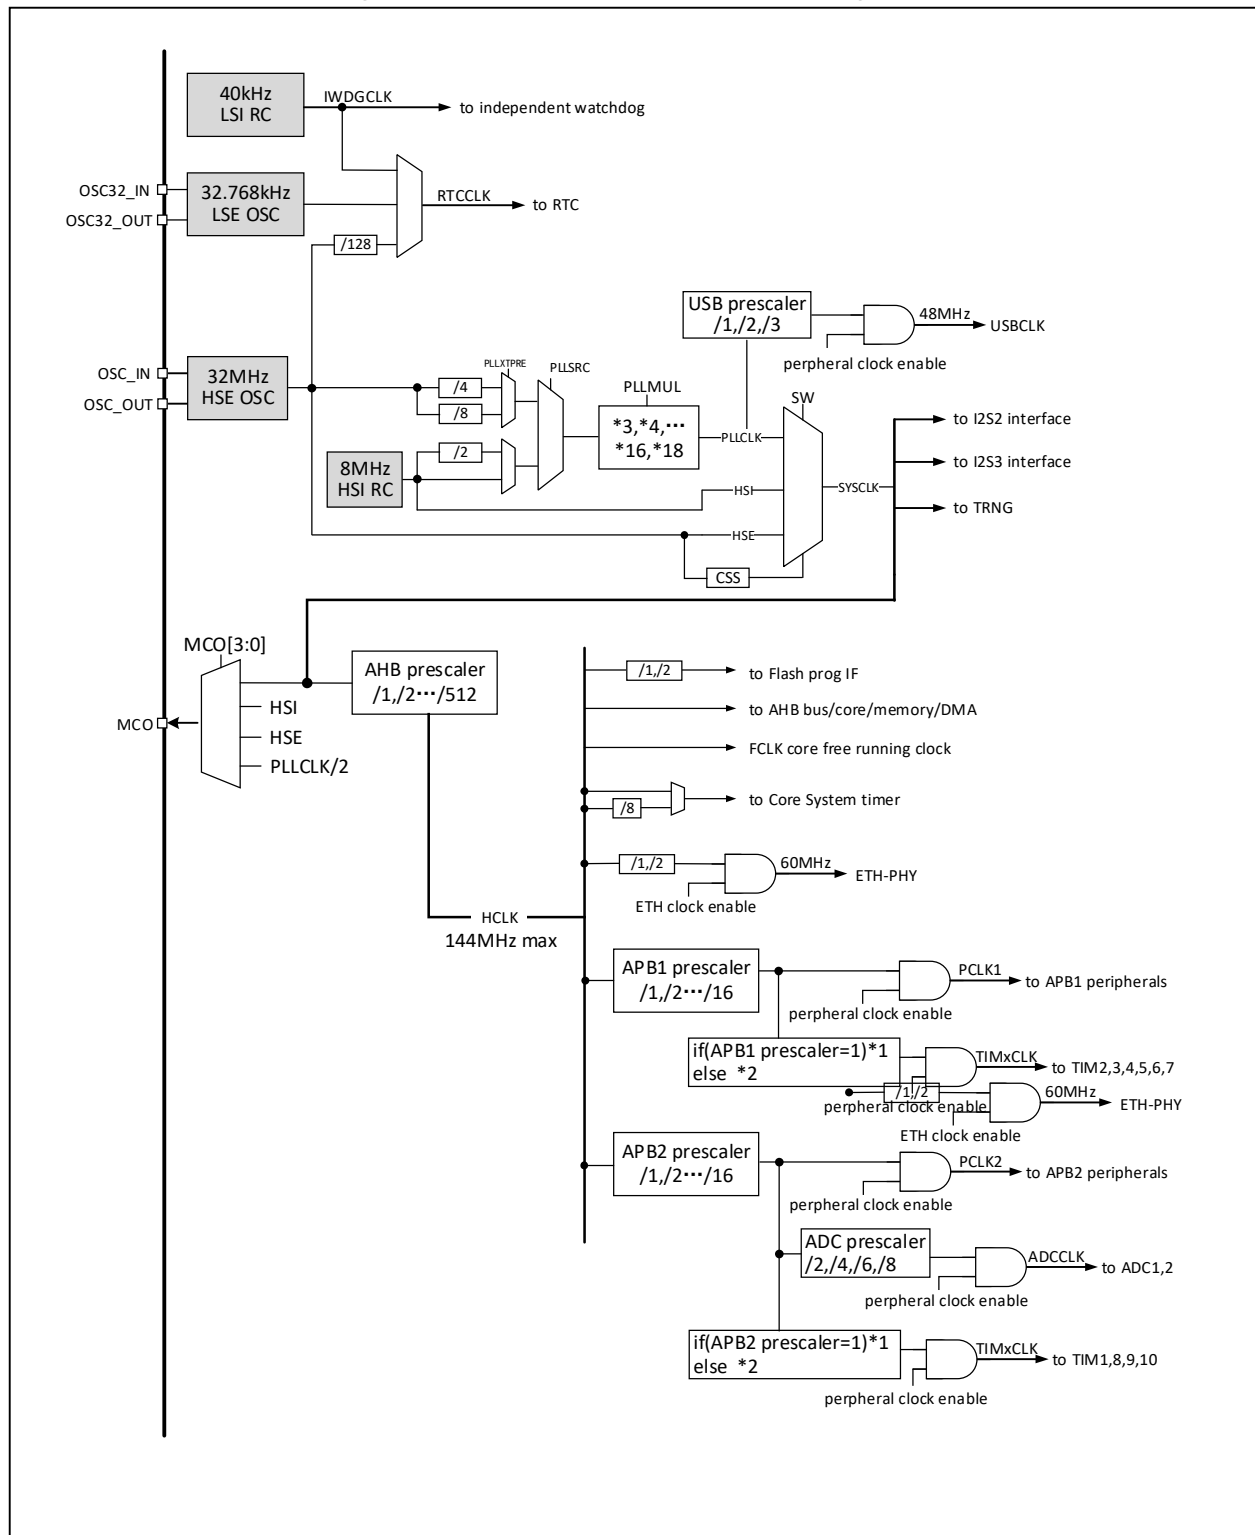 40kHz
LSI RC
IWDGCLK
to independent watchdog
OSC32_IN
OSC32_OUT
32.768kHz
LSE OSC
RTCCLK
to RTC
/128
USB prescaler
/1,/2,/3
48MHz
USBCLK
perpheral clock enable
OSC_IN
OSC_OUT
32MHz
HSE OSC
PLLXTPRE
PLLSRC
/4
/8
PLLMUL
*3,*4,⋯
*16,*18
PLLCLK
SW
/2
8MHz
HSI RC
HSI
HSE
CSS
SYSCLK
to I2S2 interface
to I2S3 interface
to TRNG
MCO[3:0]
MCO
HSI
HSE
PLLCLK/2
AHB prescaler
/1,/2⋯/512
/1,/2
to Flash prog IF
to AHB bus/core/memory/DMA
FCLK core free running clock
/8
to Core System timer
/1,/2
60MHz
ETH-PHY
ETH clock enable
HCLK
144MHz max
APB1 prescaler
/1,/2⋯/16
PCLK1
to APB1 peripherals
perpheral clock enable
if(APB1 prescaler=1)*1
else *2
TIMxCLK
to TIM2,3,4,5,6,7
perpheral clock enable
/1,/2
60MHz
ETH-PHY
ETH clock enable
APB2 prescaler
/1,/2⋯/16
PCLK2
to APB2 peripherals
perpheral clock enable
ADC prescaler
/2,/4,/6,/8
ADCCLK
to ADC1,2
perpheral clock enable
if(APB2 prescaler=1)*1
else *2
TIMxCLK
to TIM1,8,9,10
perpheral clock enable